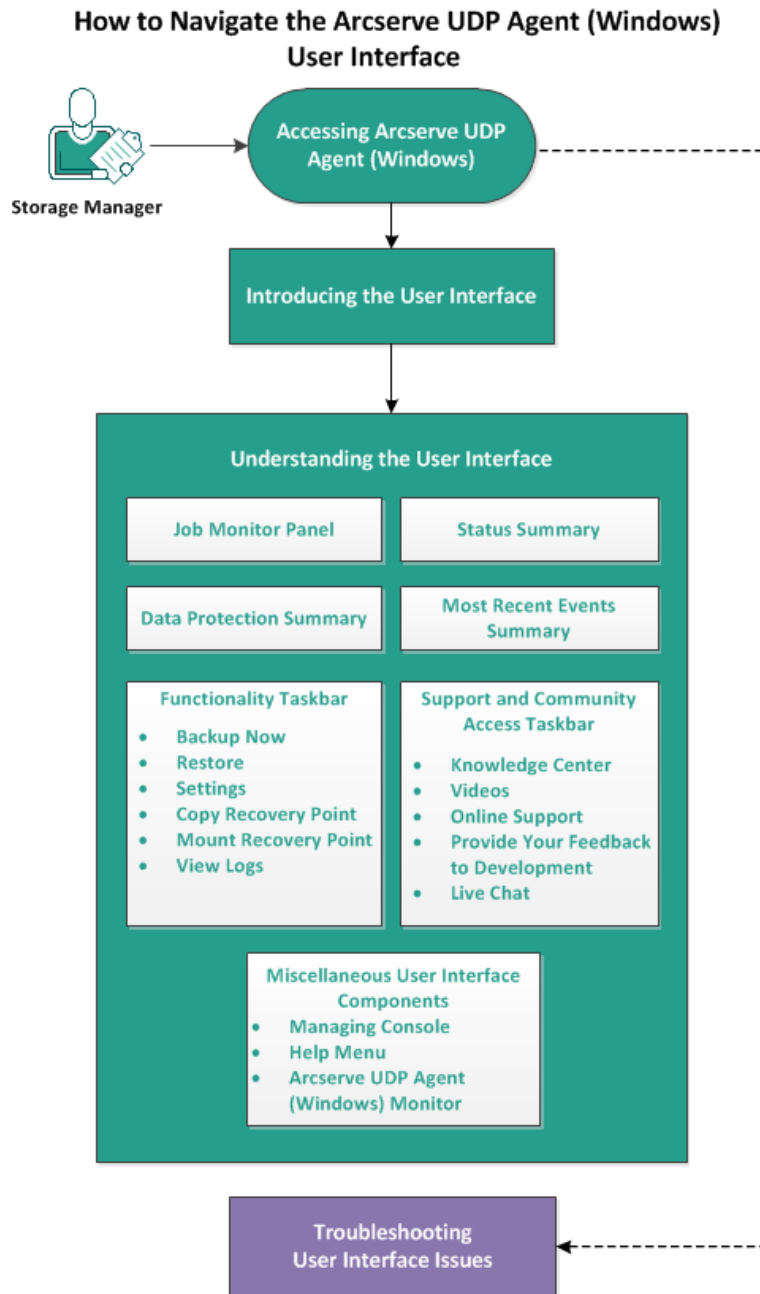 How to Navigate the Arcserve UDP Agent (Windows)
User Interface
Accessing Arcserve UDP
Agent (Windows)
Storage Manager
Introducing the User Interface
Understanding the User Interface
Job Monitor Panel
Status Summary
Data Protection Summary
Most Recent Events
Summary
Functionality Taskbar
• Backup Now
• Restore
• Settings
• Copy Recovery Point
• Mount Recovery Point
• View Logs
Support and Community
Access Taskbar
• Knowledge Center
• Videos
• Online Support
• Provide Your Feedback
to Development
• Live Chat
Miscellaneous User Interface
Components
• Managing Console
• Help Menu
• Arcserve UDP Agent
(Windows) Monitor
Troubleshooting
User Interface Issues